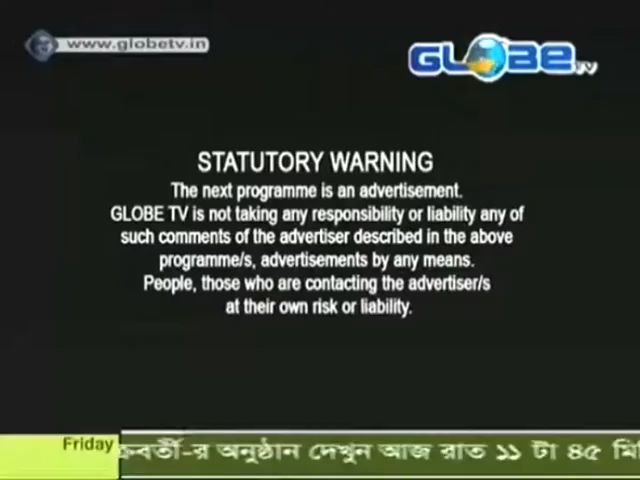 www.globetv.in
GLOBE TV
STATUTORY WARNING
The next programme is an advertisement.
GLOBE TV is not taking any responsibility or liability any of
such comments of the advertiser described in the above
programme/s, advertisements by any means.
People, those who are contacting the advertiser/s
at their own risk or liability.
Friday
ক্রবর্তী-র অনুষ্ঠান দেখুন আজ রাত ১১ টা ৪৫ মি